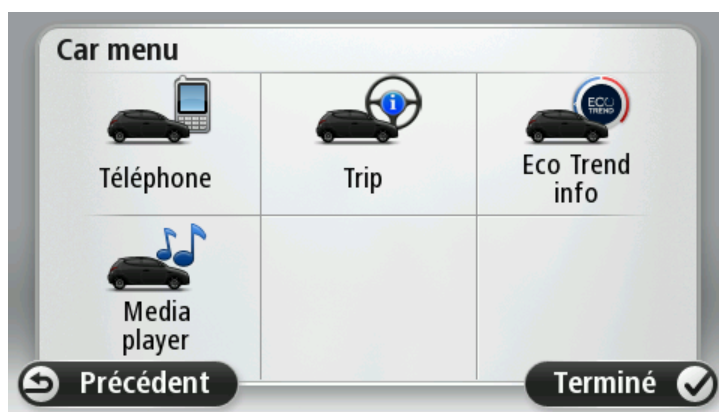 Car menu
Téléphone
Trip
ECO
TREND
Eco Trend
info
Media
player
Précédent
Terminé